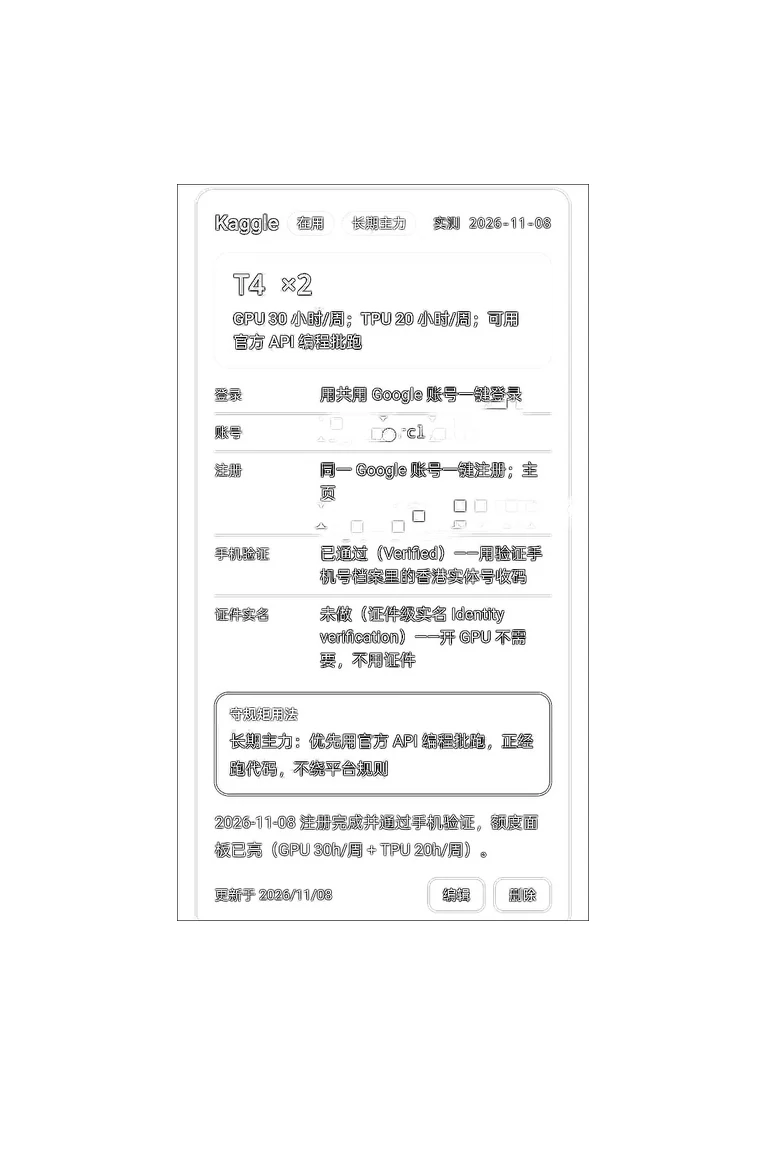 Kaggle 在用 长期主力 实测 2026-11-08
T4 ×2
GPU 30 小时/周；TPU 20 小时/周；可用
官方 API 编程批跑
登录 用共用 Google 账号一键登录
账号
注册 同一 Google 账号一键注册；主
页
手机验证 已通过（Verified）——用验证手
机号档案里的香港实体号收码
证件实名 未做（证件级实名 Identity
verification）——开 GPU 不需
要，不用证件
守规矩用法
长期主力：优先用官方 API 编程批跑，正经
跑代码，不绕平台规则
2026-11-08 注册完成并通过手机验证，额度面
板已亮（GPU 30h/周 + TPU 20h/周）。
更新于 2026/11/08 编辑 删除